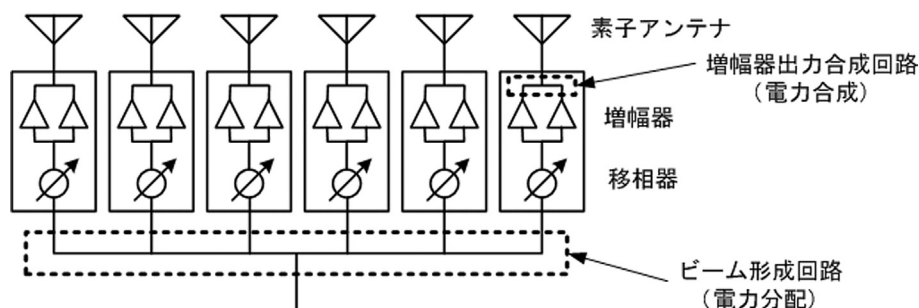 素子アンテナ
増幅器出力合成回路
（電力合成）
増幅器
移相器
ビーム形成回路
（電力分配）